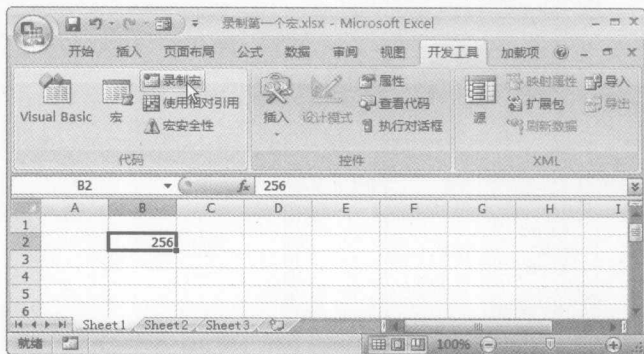 录制第一个宏.xlsx - Microsoft Excel
开始 插入 页面布局 公式 数据 审阅 视图 开发工具 加载项
Visual Basic 宏 录制宏 使用相对引用 宏安全性
代码
插入 设计模式 属性 查看代码 执行对话框
控件
源 映射属性 扩展包 刷新数据 导入 导出
XML
B2 fx 256
A B C D E F G H I
1
2 256
3
4
5
6
Sheet1 Sheet2 Sheet3
就绪 100%